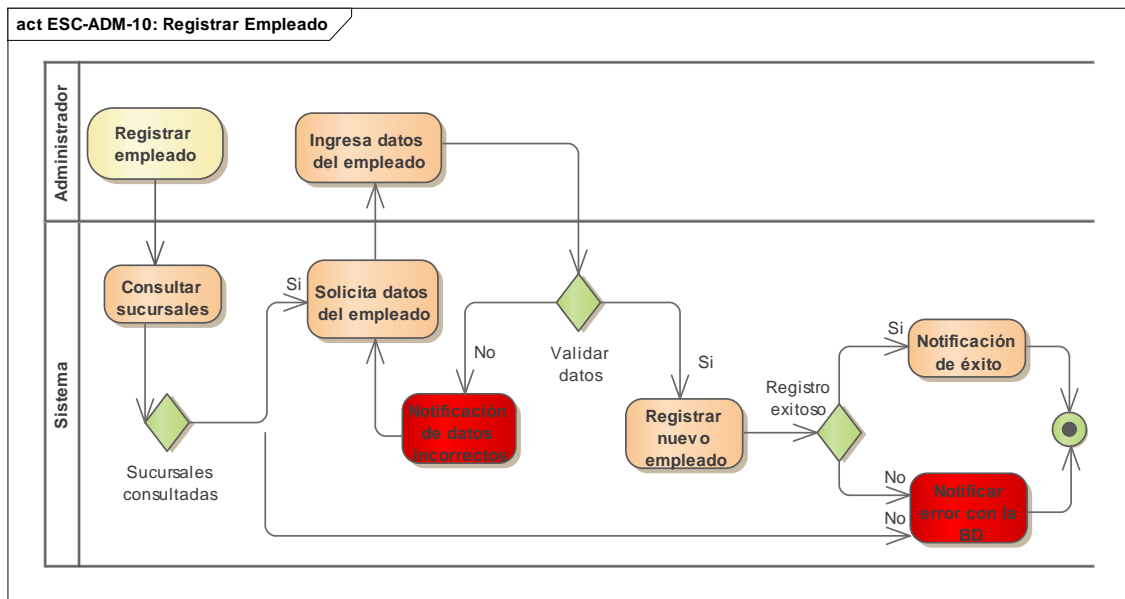 act ESC-ADM-10: Registrar Empleado
Administrador
Registrar
empleado
Ingresa datos
del empleado
Sistema
Consultar
sucursales
Si
Solicita datos
del empleado
Sucursales
consultadas
No
Validar
datos
Si
Notificación
de datos
incorrectos
Registrar
nuevo
empleado
Registro
exitoso
Si
Notificación
de éxito
No
No
Notificar
error con la
BD